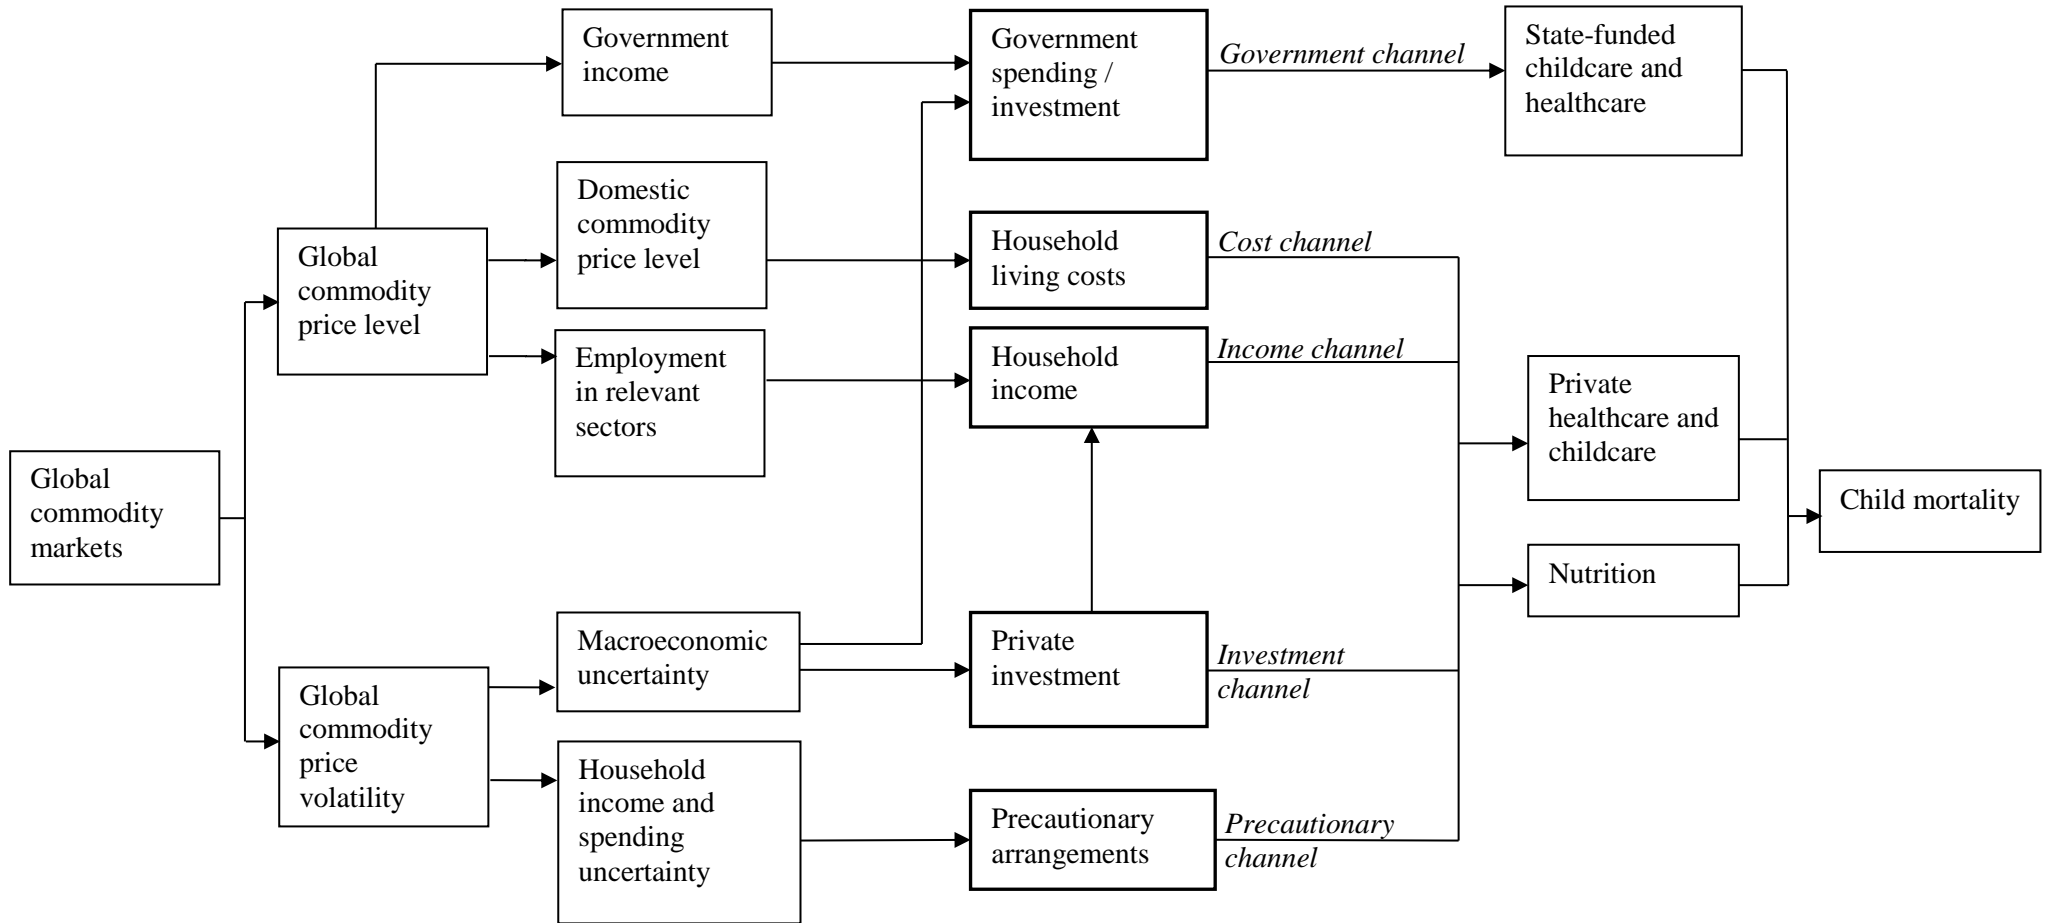 Government
income
Government
spending /
investment
Government channel
State-funded
childcare and
healthcare
Domestic
commodity
price level
Household
living costs
Cost channel
Global
commodity
price level
Employment
in relevant
sectors
Household
income
Income channel
Private
healthcare and
childcare
Global
commodity
markets
Child mortality
Nutrition
Macroeconomic
uncertainty
Private
investment
Investment
channel
Global
commodity
price
volatility
Household
income and
spending
uncertainty
Precautionary
arrangements
Precautionary
channel